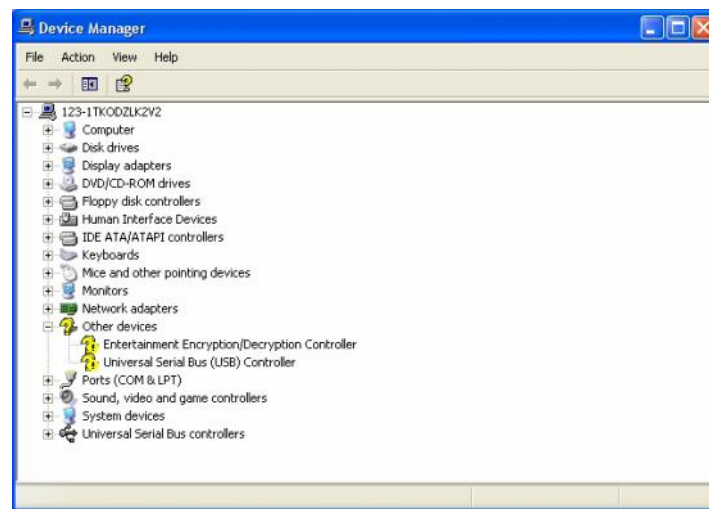 Device Manager
File Action View Help
123-1TKODZLK2V2
Computer
Disk drives
Display adapters
DVD/CD-ROM drives
Floppy disk controllers
Human Interface Devices
IDE ATA/ATAPI controllers
Keyboards
Mice and other pointing devices
Monitors
Network adapters
Other devices
Entertainment Encryption/Decryption Controller
Universal Serial Bus (USB) Controller
Ports (COM & LPT)
Sound, video and game controllers
System devices
Universal Serial Bus controllers